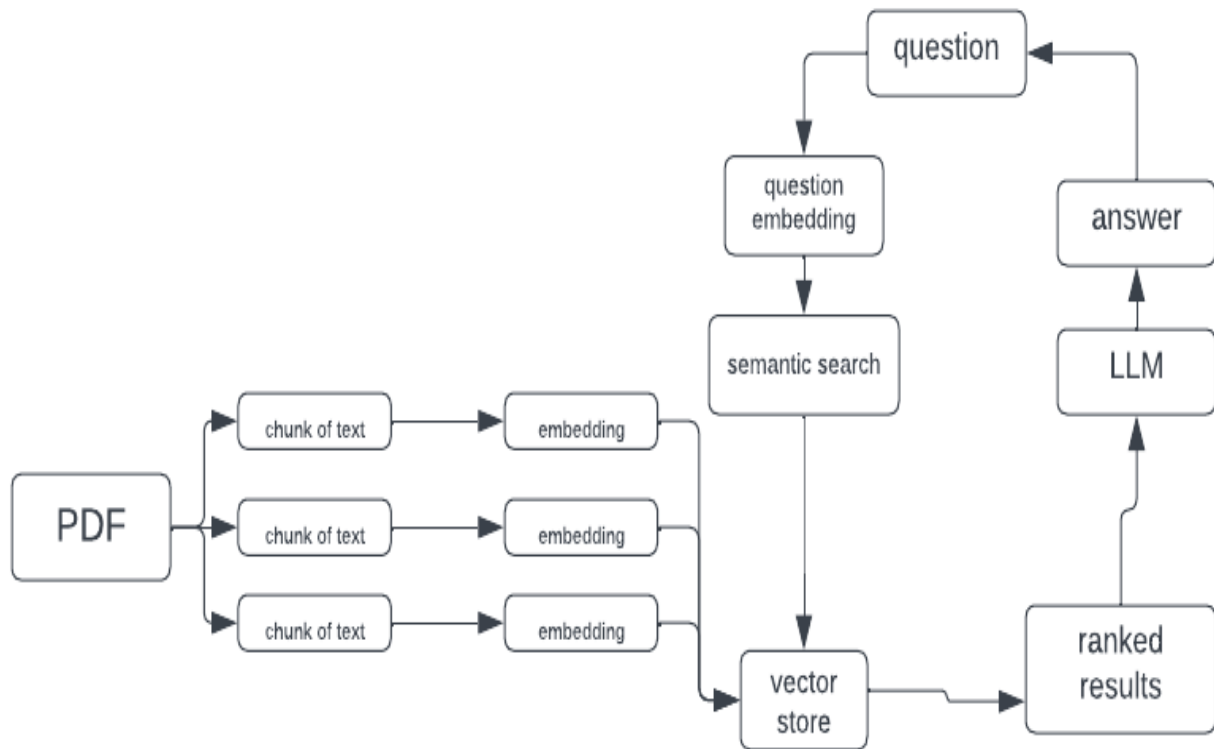 question
question
embedding
answer
semantic search
LLM
chunk of text
embedding
PDF
chunk of text
embedding
chunk of text
embedding
vector
store
ranked
results